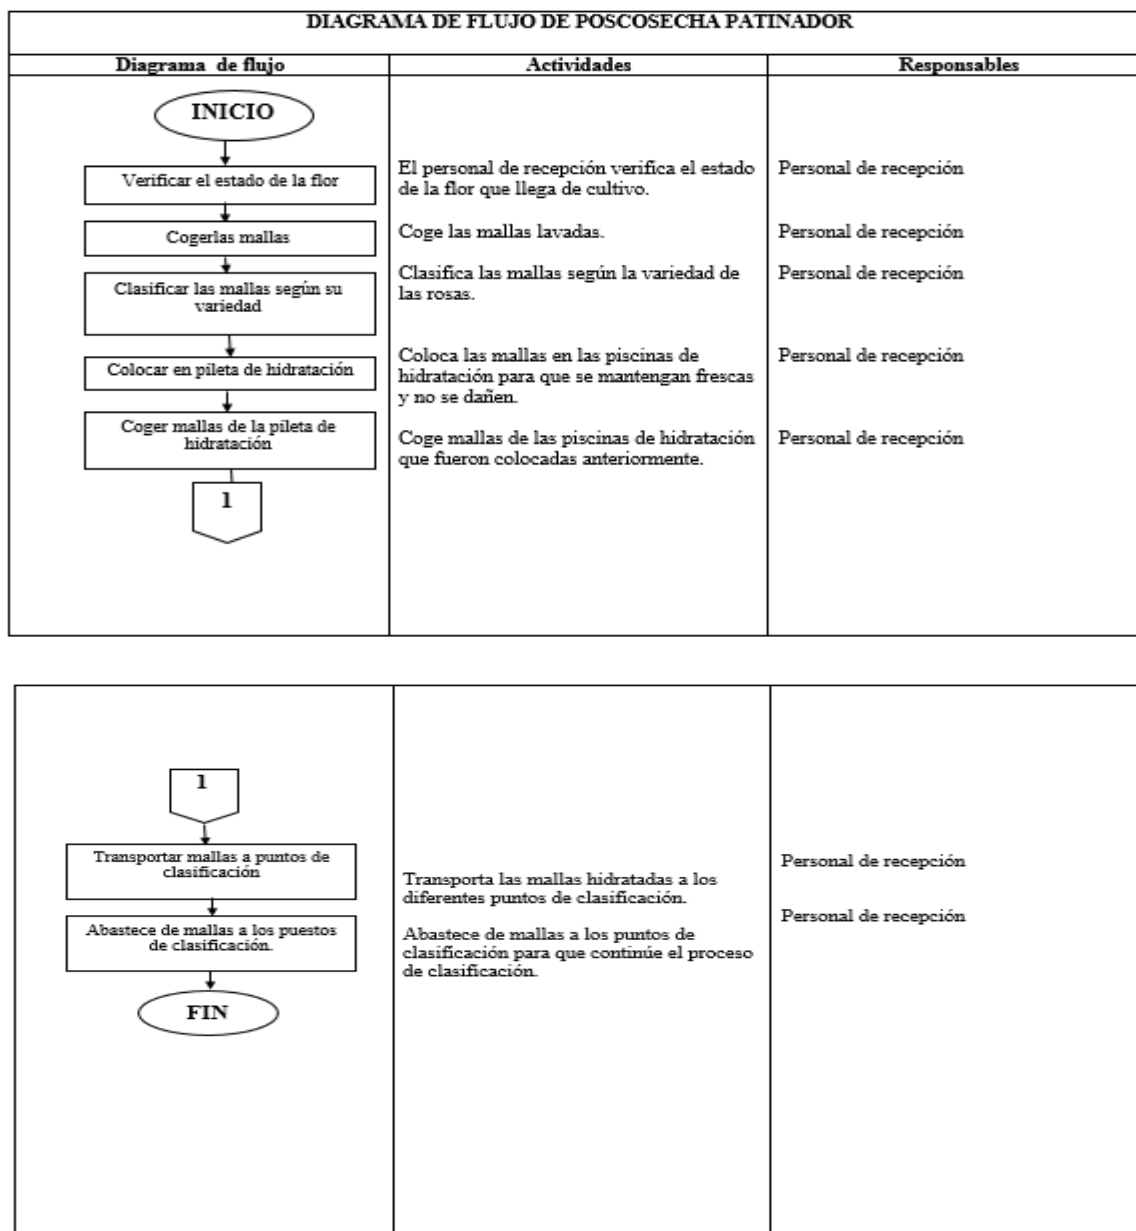 DIAGRAMA DE FLUJO DE POSCOSECHA PATINADOR
Diagrama de flujo
Actividades
Responsables
INICIO
Verificar el estado de la flor
El personal de recepción verifica el estado
de la flor que llega de cultivo.
Personal de recepción
Cogerlas mallas
Coge las mallas lavadas.
Personal de recepción
Clasificar las mallas según su
variedad
Clasifica las mallas según la variedad de
las rosas.
Personal de recepción
Colocar en pileta de hidratación
Coloca las mallas en las piscinas de
hidratación para que se mantengan frescas
y no se dañen.
Personal de recepción
Coger mallas de la pileta de
hidratación
Coge mallas de las piscinas de hidratación
que fueron colocadas anteriormente.
Personal de recepción
1
1
Transportar mallas a puntos de
clasificación
Transporta las mallas hidratadas a los
diferentes puntos de clasificación.
Personal de recepción
Abastece de mallas a los puestos
de clasificación.
Abastece de mallas a los puntos de
clasificación para que continúe el proceso
de clasificación.
Personal de recepción
FIN